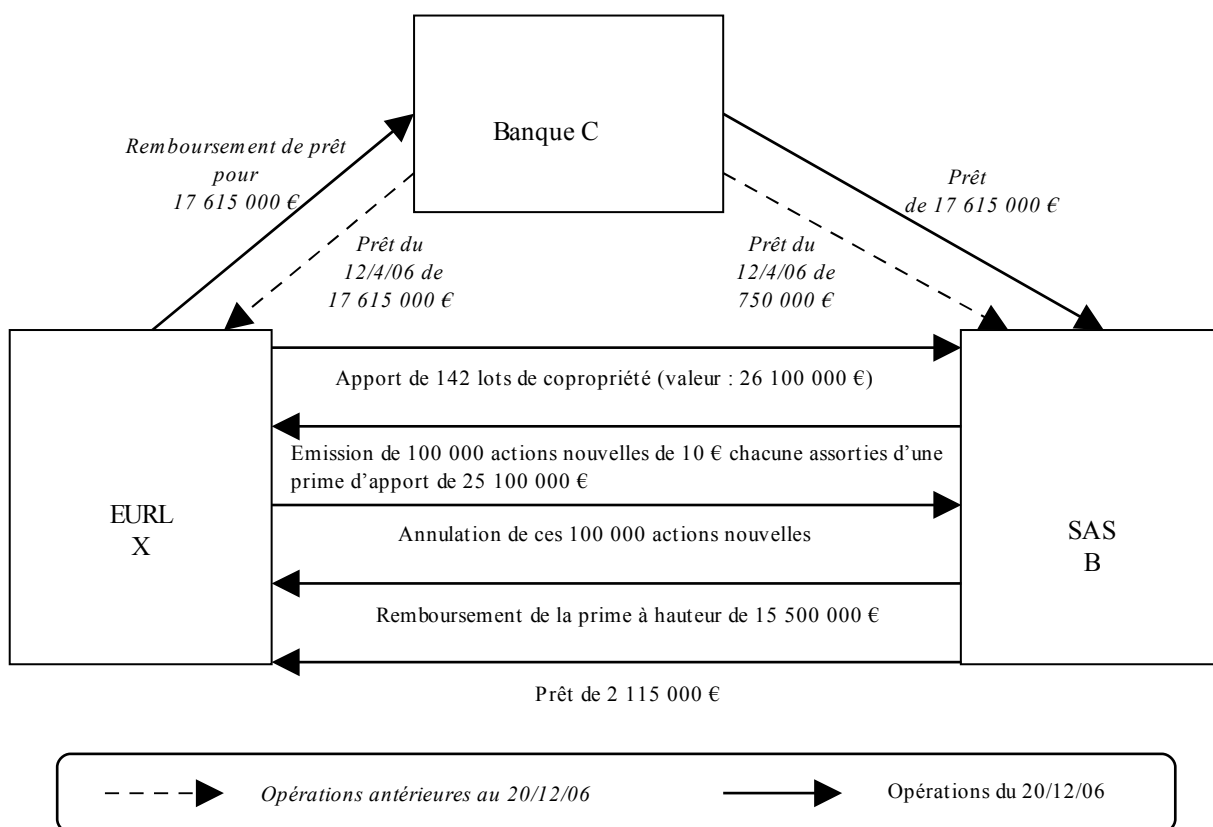 Banque C
Remboursement de prêt
pour
17 615 000 €
Prêt
de 17 615 000 €
Prêt du
12/4/06 de
17 615 000 €
Prêt du
12/4/06 de
750 000 €
Apport de 142 lots de copropriété (valeur : 26 100 000 €)
Emission de 100 000 actions nouvelles de 10 € chacune assorties d'une
prime d'apport de 25 100 000 €
EURL
X
Annulation de ces 100 000 actions nouvelles
SAS
B
Remboursement de la prime à hauteur de 15 500 000 €
Prêt de 2 115 000 €
Opérations antérieures au 20/12/06
Opérations du 20/12/06